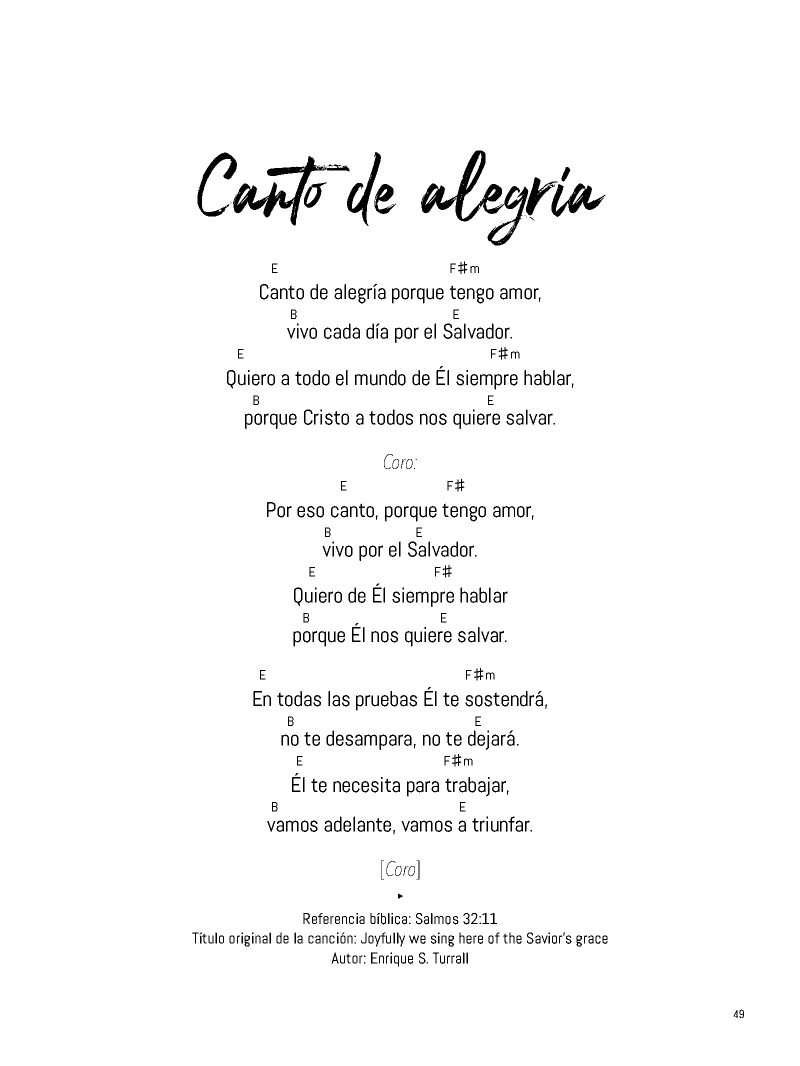 Canto de alegría
E F♯m
Canto de alegría porque tengo amor,
B E
vivo cada día por el Salvador.
E F♯m
Quiero a todo el mundo de Él siempre hablar,
B E
porque Cristo a todos nos quiere salvar.
Coro:
E F♯
Por eso canto, porque tengo amor,
B E
vivo por el Salvador.
E F♯
Quiero de Él siempre hablar
B E
porque Él nos quiere salvar.
E F♯m
En todas las pruebas Él te sostendrá,
B E
no te desampara, no te dejará.
E F♯m
Él te necesita para trabajar,
B E
vamos adelante, vamos a triunfar.
[Coro]
Referencia bíblica: Salmos 32:11
Título original de la canción: Joyfully we sing here of the Savior's grace
Autor: Enrique S. Turrall
49